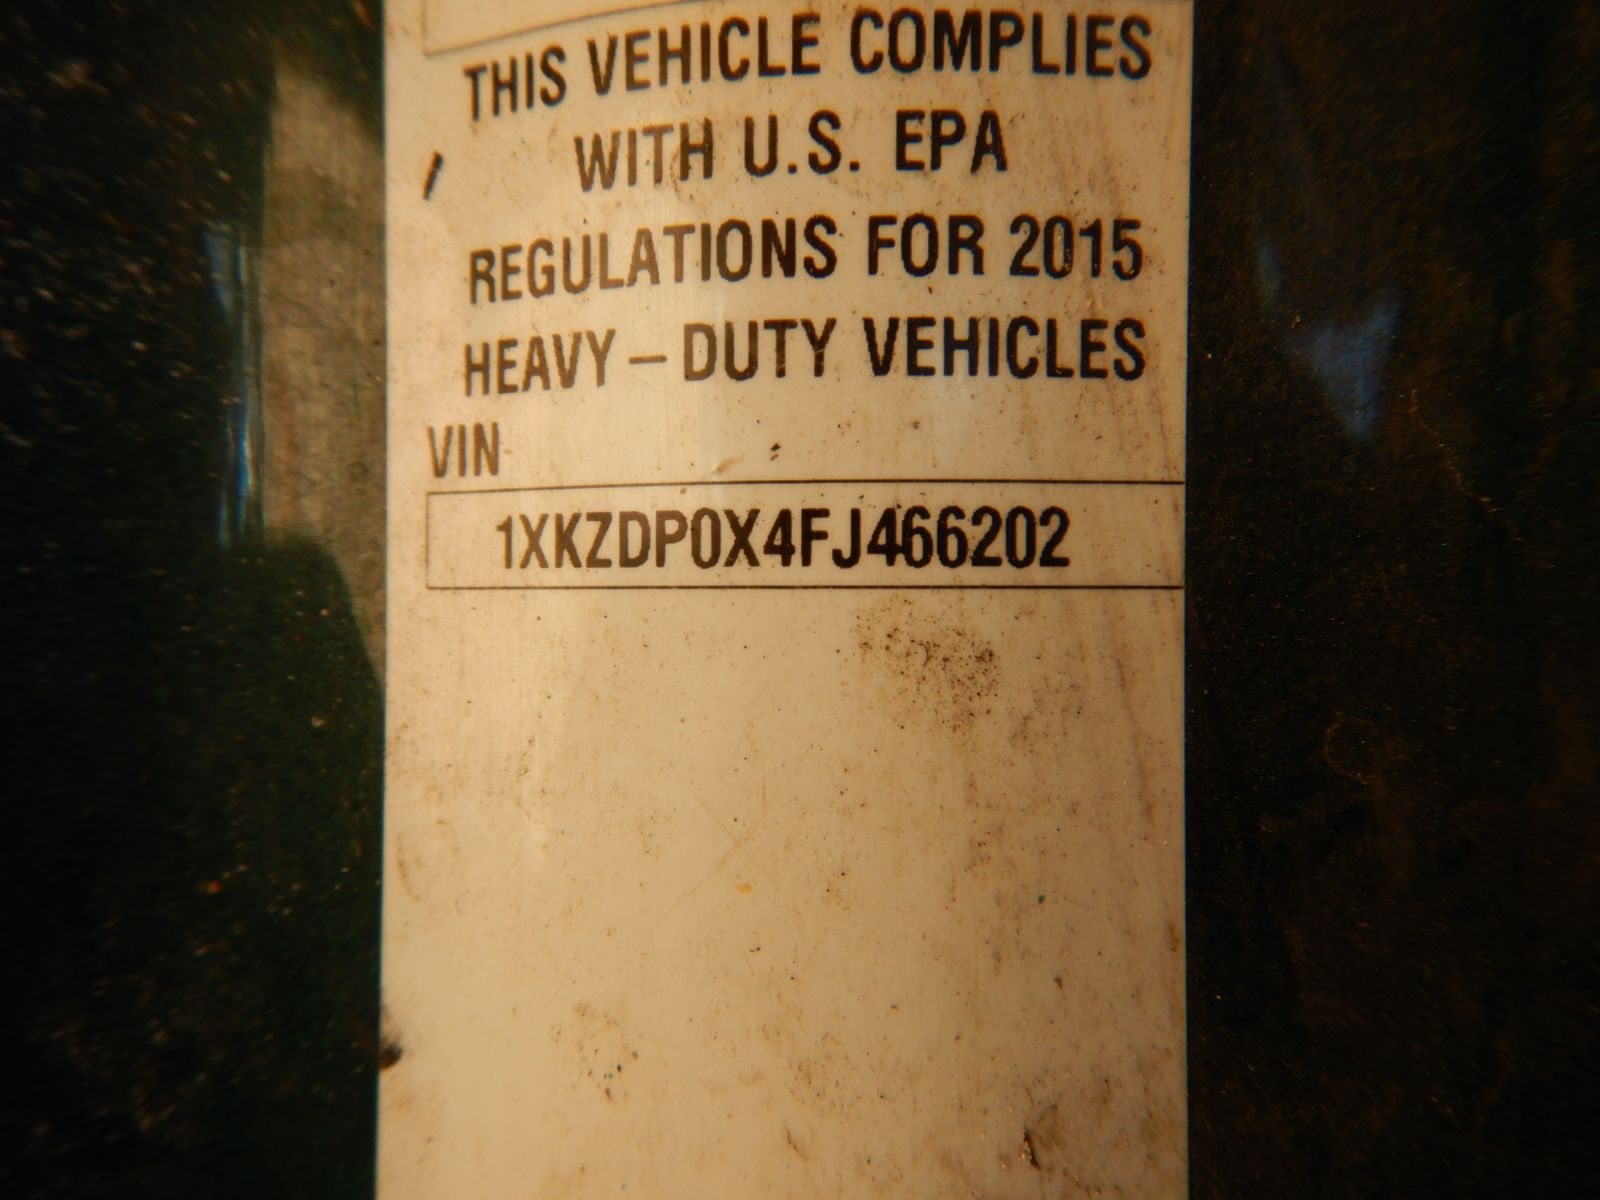 THIS VEHICLE COMPLIES
WITH U.S. EPA
REGULATIONS FOR 2015
HEAVY – DUTY VEHICLES
VIN
1XKZDP0X4FJ466202